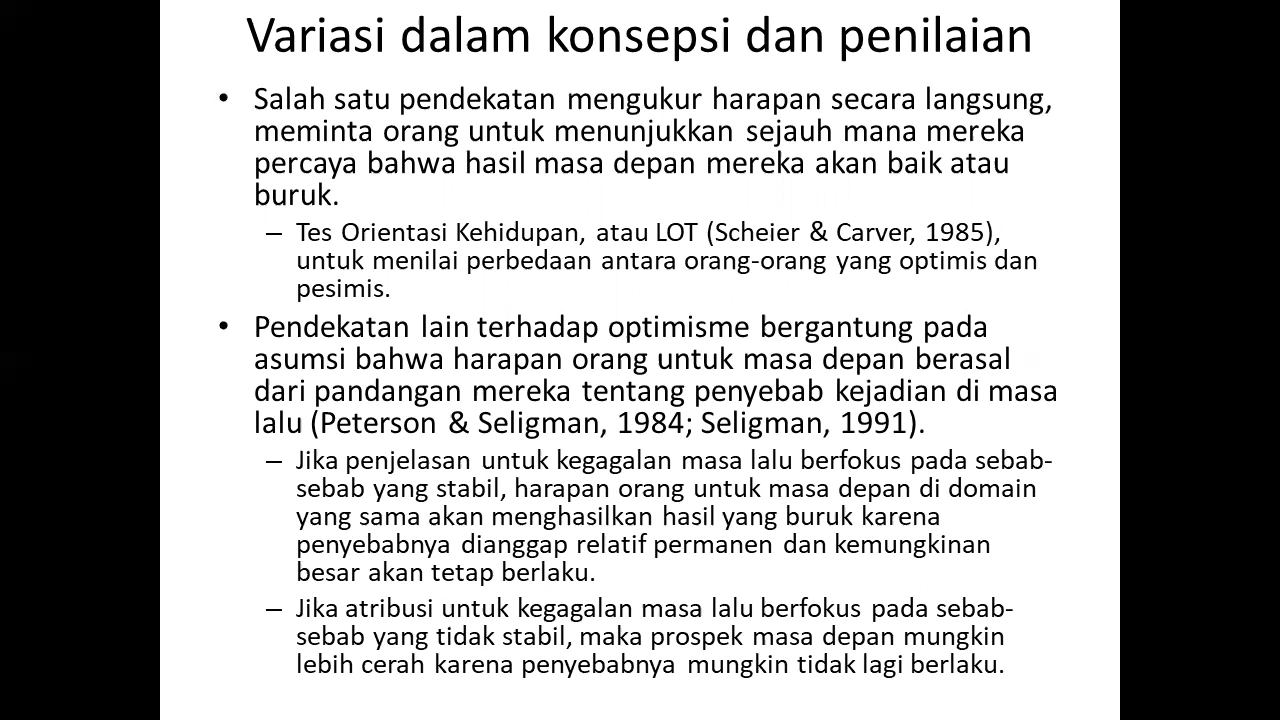 Variasi dalam konsepsi dan penilaian
• Salah satu pendekatan mengukur harapan secara langsung,
meminta orang untuk menunjukkan sejauh mana mereka
percaya bahwa hasil masa depan mereka akan baik atau
buruk.
– Tes Orientasi Kehidupan, atau LOT (Scheier & Carver, 1985),
untuk menilai perbedaan antara orang-orang yang optimis dan
pesimis.
• Pendekatan lain terhadap optimisme bergantung pada
asumsi bahwa harapan orang untuk masa depan berasal
dari pandangan mereka tentang penyebab kejadian di masa
lalu (Peterson & Seligman, 1984; Seligman, 1991).
– Jika penjelasan untuk kegagalan masa lalu berfokus pada sebab-
sebab yang stabil, harapan orang untuk masa depan di domain
yang sama akan menghasilkan hasil yang buruk karena
penyebabnya dianggap relatif permanen dan kemungkinan
besar akan tetap berlaku.
– Jika atribusi untuk kegagalan masa lalu berfokus pada sebab-
sebab yang tidak stabil, maka prospek masa depan mungkin
lebih cerah karena penyebabnya mungkin tidak lagi berlaku.